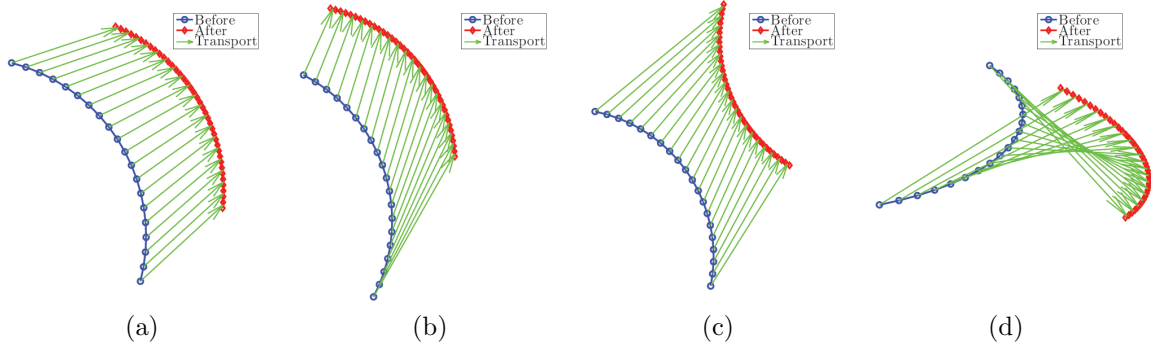 Before
After
Transport
Before
After
Transport
Before
After
Transport
Before
After
Transport
(a)
(b)
(c)
(d)